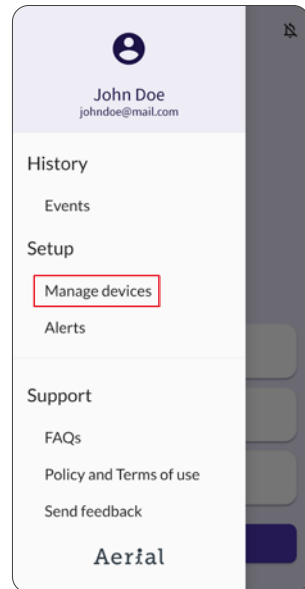 John Doe
johndoe@mail.com
History
Events
Setup
Manage devices
Alerts
Support
FAQs
Policy and Terms of use
Send feedback
Aerial